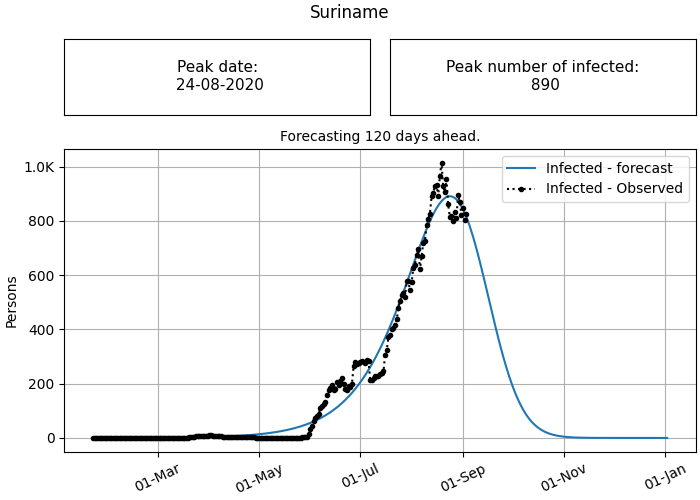 Suriname
Peak date:
24-08-2020
Peak number of infected:
890
Forecasting 120 days ahead.
Infected - forecast
Infected - Observed
Persons
1.0K
800
600
400
200
0
01-Mar
01-May
01-Jul
01-Sep
01-Nov
01-Jan